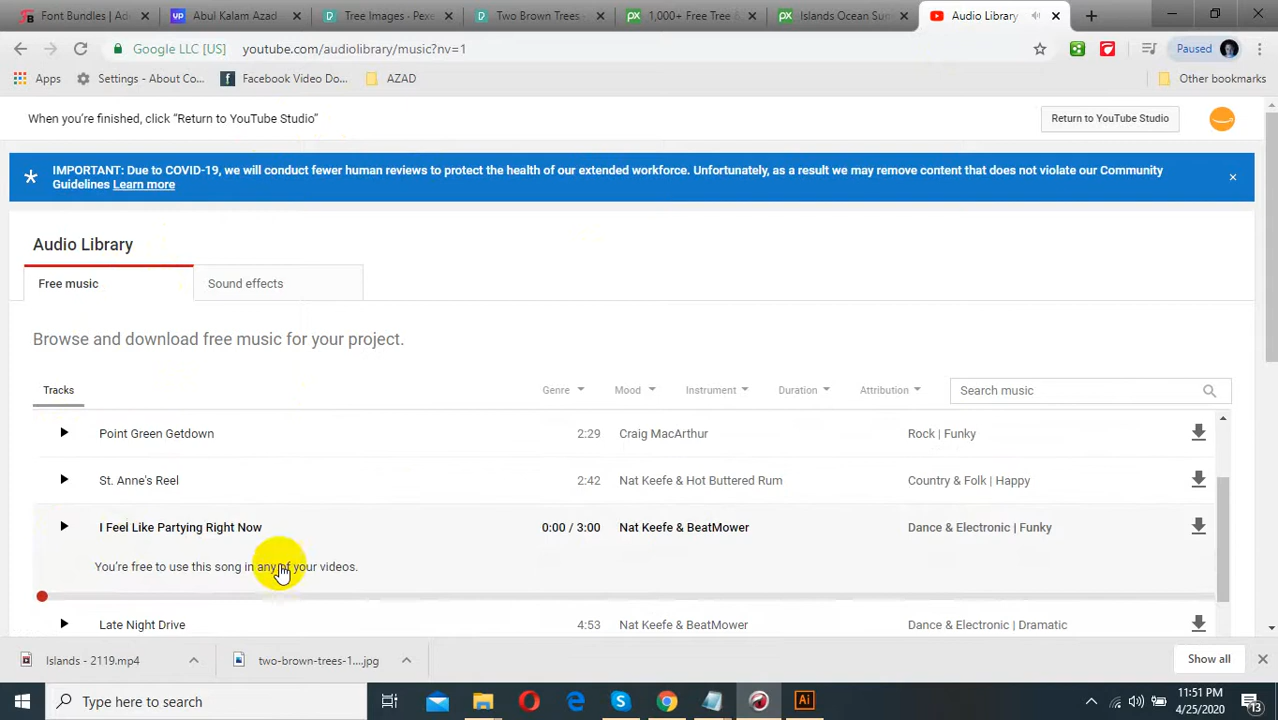 Font Bundles | Ado
Abul Kalam Azad
Tree Images - Pexe
Two Brown Trees -
1,000+ Free Tree &
Islands Ocean Sun
Audio Library
Google LLC [US]
youtube.com/audiolibrary/music?nv=1
Paused
Apps
Settings - About Co...
Facebook Video Do...
AZAD
Other bookmarks
When you're finished, click "Return to YouTube Studio"
Return to YouTube Studio
IMPORTANT: Due to COVID-19, we will conduct fewer human reviews to protect the health of our extended workforce. Unfortunately, as a result we may remove content that does not violate our Community
Guidelines Learn more
Audio Library
Free music
Sound effects
Browse and download free music for your project.
Tracks
Genre
Mood
Instrument
Duration
Attribution
Search music
Point Green Getdown 2:29 Craig MacArthur Rock | Funky
St. Anne's Reel 2:42 Nat Keefe & Hot Buttered Rum Country & Folk | Happy
I Feel Like Partying Right Now 0:00 / 3:00 Nat Keefe & BeatMower Dance & Electronic | Funky
You're free to use this song in any of your videos.
Late Night Drive 4:53 Nat Keefe & BeatMower Dance & Electronic | Dramatic
Islands - 2119.mp4
two-brown-trees-1....jpg
Show all
Type here to search
11:51 PM
4/25/2020
13